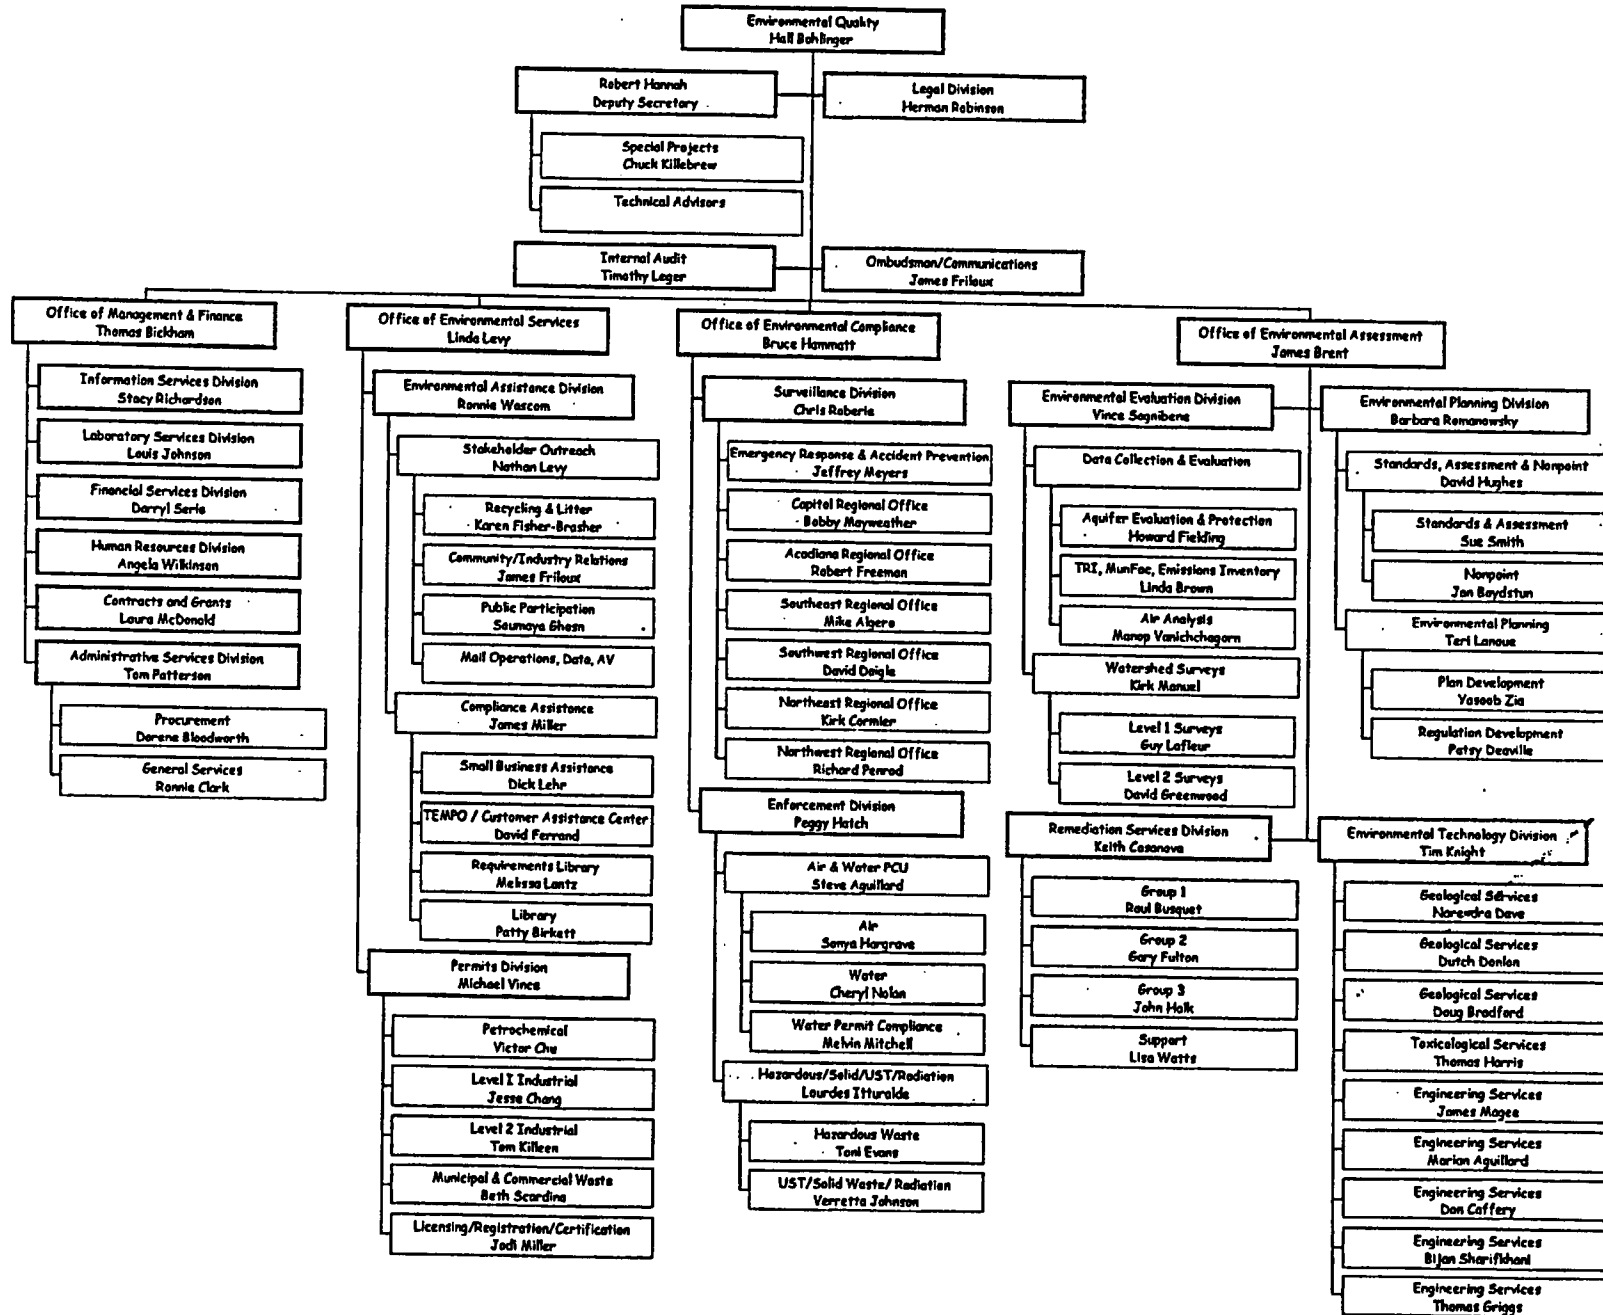 Environmental Quality
Hall Bohlinger
Robert Hannah
Deputy Secretary
Legal Division
Herman Robinson
Special Projects
Chuck Killebrew
Technical Advisors
Internal Audit
Timothy Leger
Ombudsman/Communications
James Friloux
Office of Management & Finance
Thomas Bickham
Information Services Division
Stacy Richardson
Laboratory Services Division
Louis Johnson
Financial Services Division
Darryl Serio
Human Resources Division
Angela Wilkinson
Contracts and Grants
Laura McDonald
Administrative Services Division
Tom Patterson
Procurement
Dorene Bloodworth
General Services
Ronnie Clark
Office of Environmental Services
Linda Levy
Environmental Assistance Division
Ronnie Wascom
Stakeholder Outreach
Nathan Levy
Recycling & Litter
Karen Fisher-Brasher
Community/Industry Relations
James Friloux
Public Participation
Soumaya Ghosn
Mail Operations, Data, AV
Compliance Assistance
James Miller
Small Business Assistance
Dick Lehr
TEMPO / Customer Assistance Center
David Ferrand
Requirements Library
Melissa Lantz
Library
Patty Birkett
Permits Division
Michael Vince
Petrochemical
Victor Chu
Level I Industrial
Jesse Chang
Level 2 Industrial
Tom Killeen
Municipal & Commercial Waste
Beth Scardina
Licensing/Registration/Certification
Jodi Miller
Office of Environmental Compliance
Bruce Hammatt
Surveillance Division
Chris Roberie
Emergency Response & Accident Prevention
Jeffrey Meyers
Capitol Regional Office
Bobby Mayweather
Acadiana Regional Office
Robert Freeman
Southeast Regional Office
Mike Algero
Southwest Regional Office
David Daigle
Northeast Regional Office
Kirk Cormier
Northwest Regional Office
Richard Penrod
Enforcement Division
Peggy Hatch
Air & Water PCU
Steve Aguillard
Air
Sonya Hargrave
Water
Cheryl Nolan
Water Permit Compliance
Melvin Mitchell
Hazardous/Solid/UST/Radiation
Lourdes Itturalde
Hazardous Waste
Toni Evans
UST/Solid Waste/ Radiation
Verretta Johnson
Office of Environmental Assessment
James Brent
Environmental Evaluation Division
Vince Sagnibene
Data Collection & Evaluation
Aquifer Evaluation & Protection
Howard Fielding
TRI, MunFac, Emissions Inventory
Linda Brown
Air Analysis
Manop Vanichchagorn
Watershed Surveys
Kirk Manuel
Level 1 Surveys
Guy Lafleur
Level 2 Surveys
David Greenwood
Environmental Planning Division
Barbara Romanowsky
Standards, Assessment & Nonpoint
David Hughes
Standards & Assessment
Sue Smith
Nonpoint
Jan Boydstun
Environmental Planning
Teri Lanoue
Plan Development
Yasoob Zia
Regulation Development
Patsy Deaville
Remediation Services Division
Keith Casanova
Group 1
Raul Busquet
Group 2
Gary Fulton
Group 3
John Halk
Support
Lisa Watts
Environmental Technology Division
Tim Knight
Geological Services
Narendra Dave
Geological Services
Dutch Donlon
Geological Services
Doug Bradford
Toxicological Services
Thomas Harris
Engineering Services
James Magee
Engineering Services
Marian Aguillard
Engineering Services
Don Caffery
Engineering Services
Bijan Sharifkhani
Engineering Services
Thomas Griggs